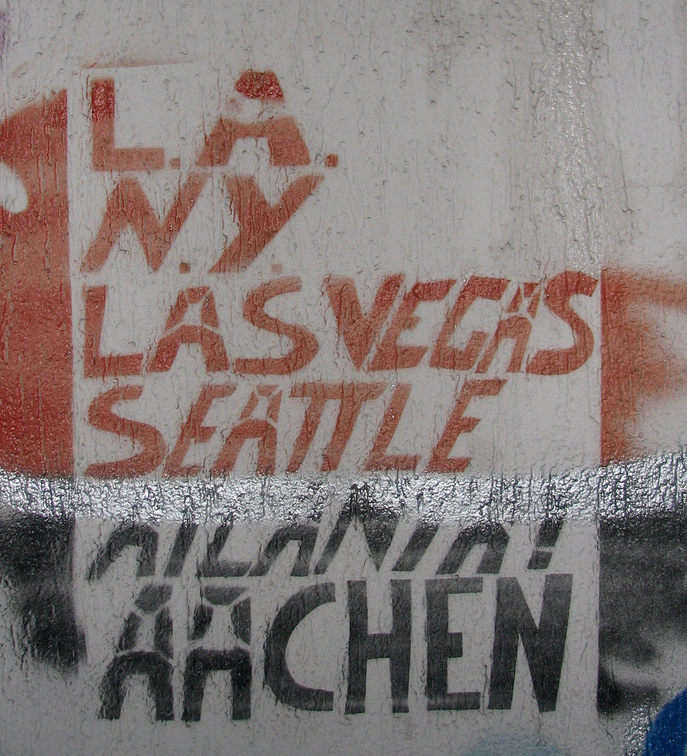 L.A.
N.Y.
LAS VEGAS
SEATTLE
ATLANTA!
AACHEN